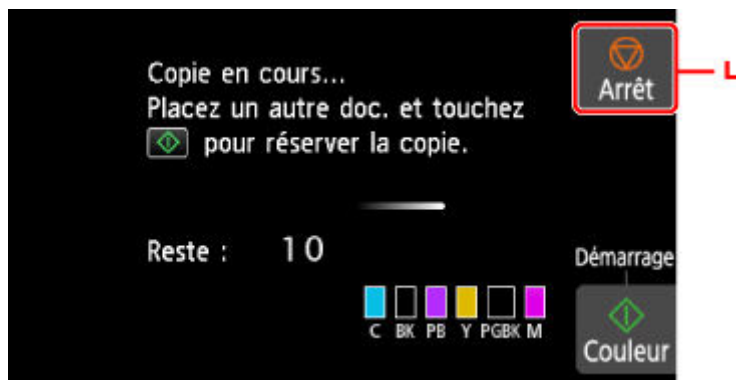 Copie en cours...
Placez un autre doc. et touchez
pour réserver la copie.
Arrêt
L
Reste : 10
Démarrage
C BK PB Y PGBK M
Couleur